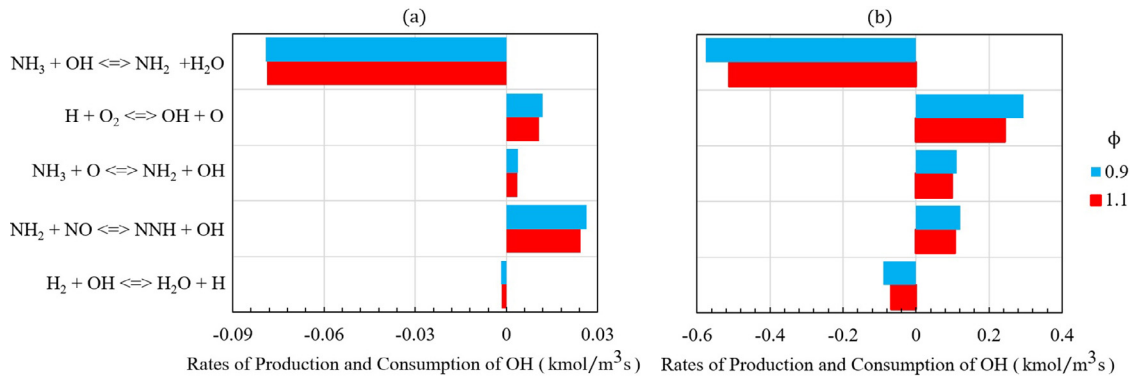 (a)
(b)
NH₃ + OH <=> NH₂ +H₂O
H + O₂ <=> OH + O
NH₃ + O <=> NH₂ + OH
NH₂ + NO <=> NNH + OH
H₂ + OH <=> H₂O + H
ϕ
0.9
1.1
-0.09 -0.06 -0.03 0 0.03
-0.6 -0.4 -0.2 0 0.2 0.4
Rates of Production and Consumption of OH ( kmol/m³s )
Rates of Production and Consumption of OH ( kmol/m³s )